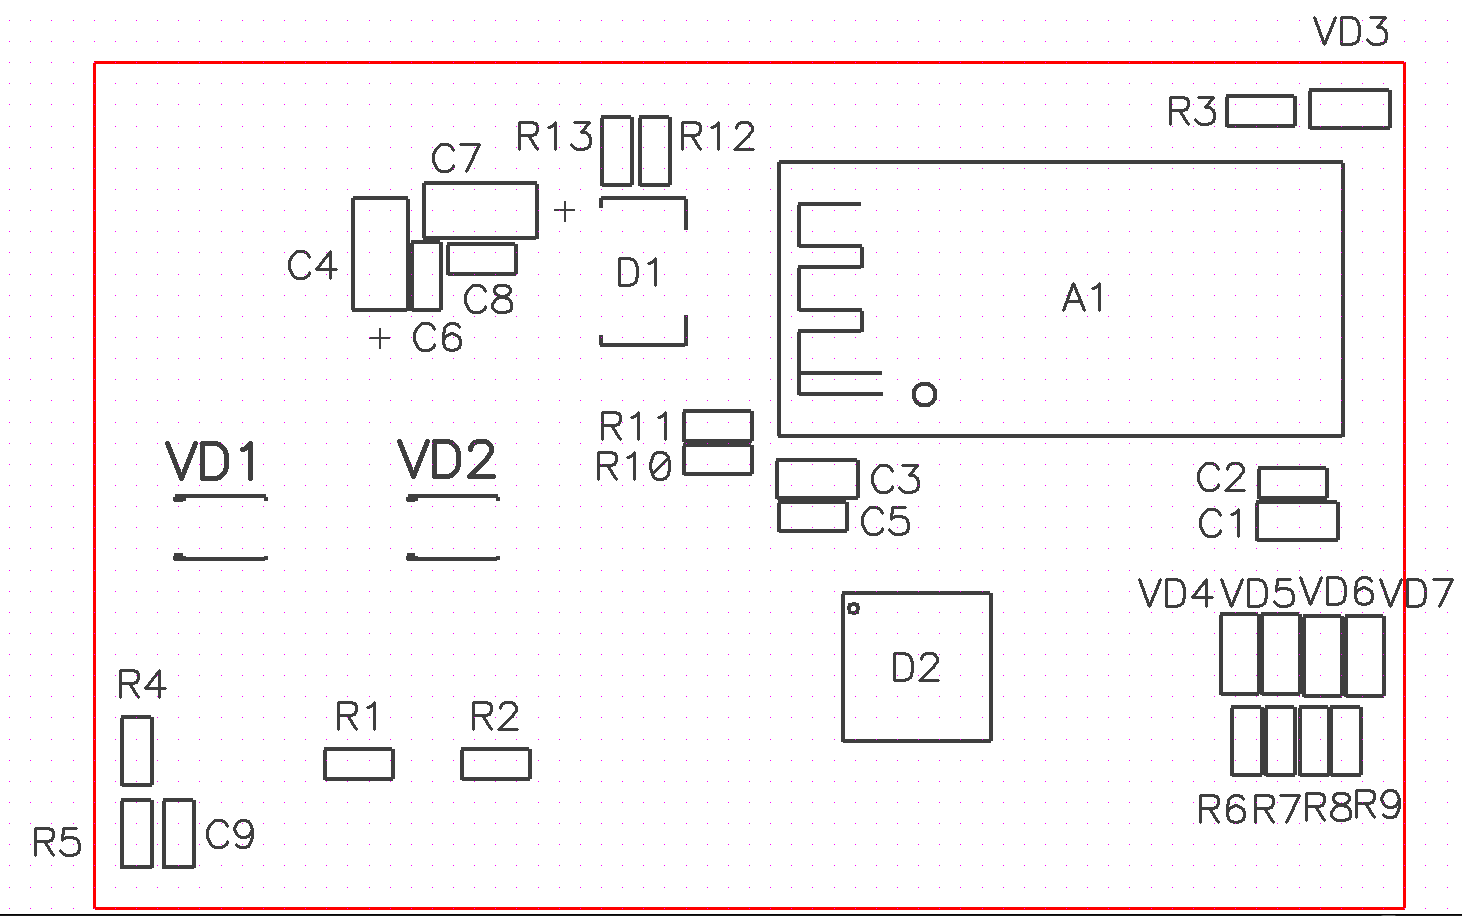 VD3
R3
R13 R12
C7
+
C4
D1
A1
C8
+ C6
R11
VD1 VD2
R10
C3 C2
C5 C1
VD4 VD5 VD6 VD7
D2
R4
R1 R2
R6 R7 R8 R9
R5 C9